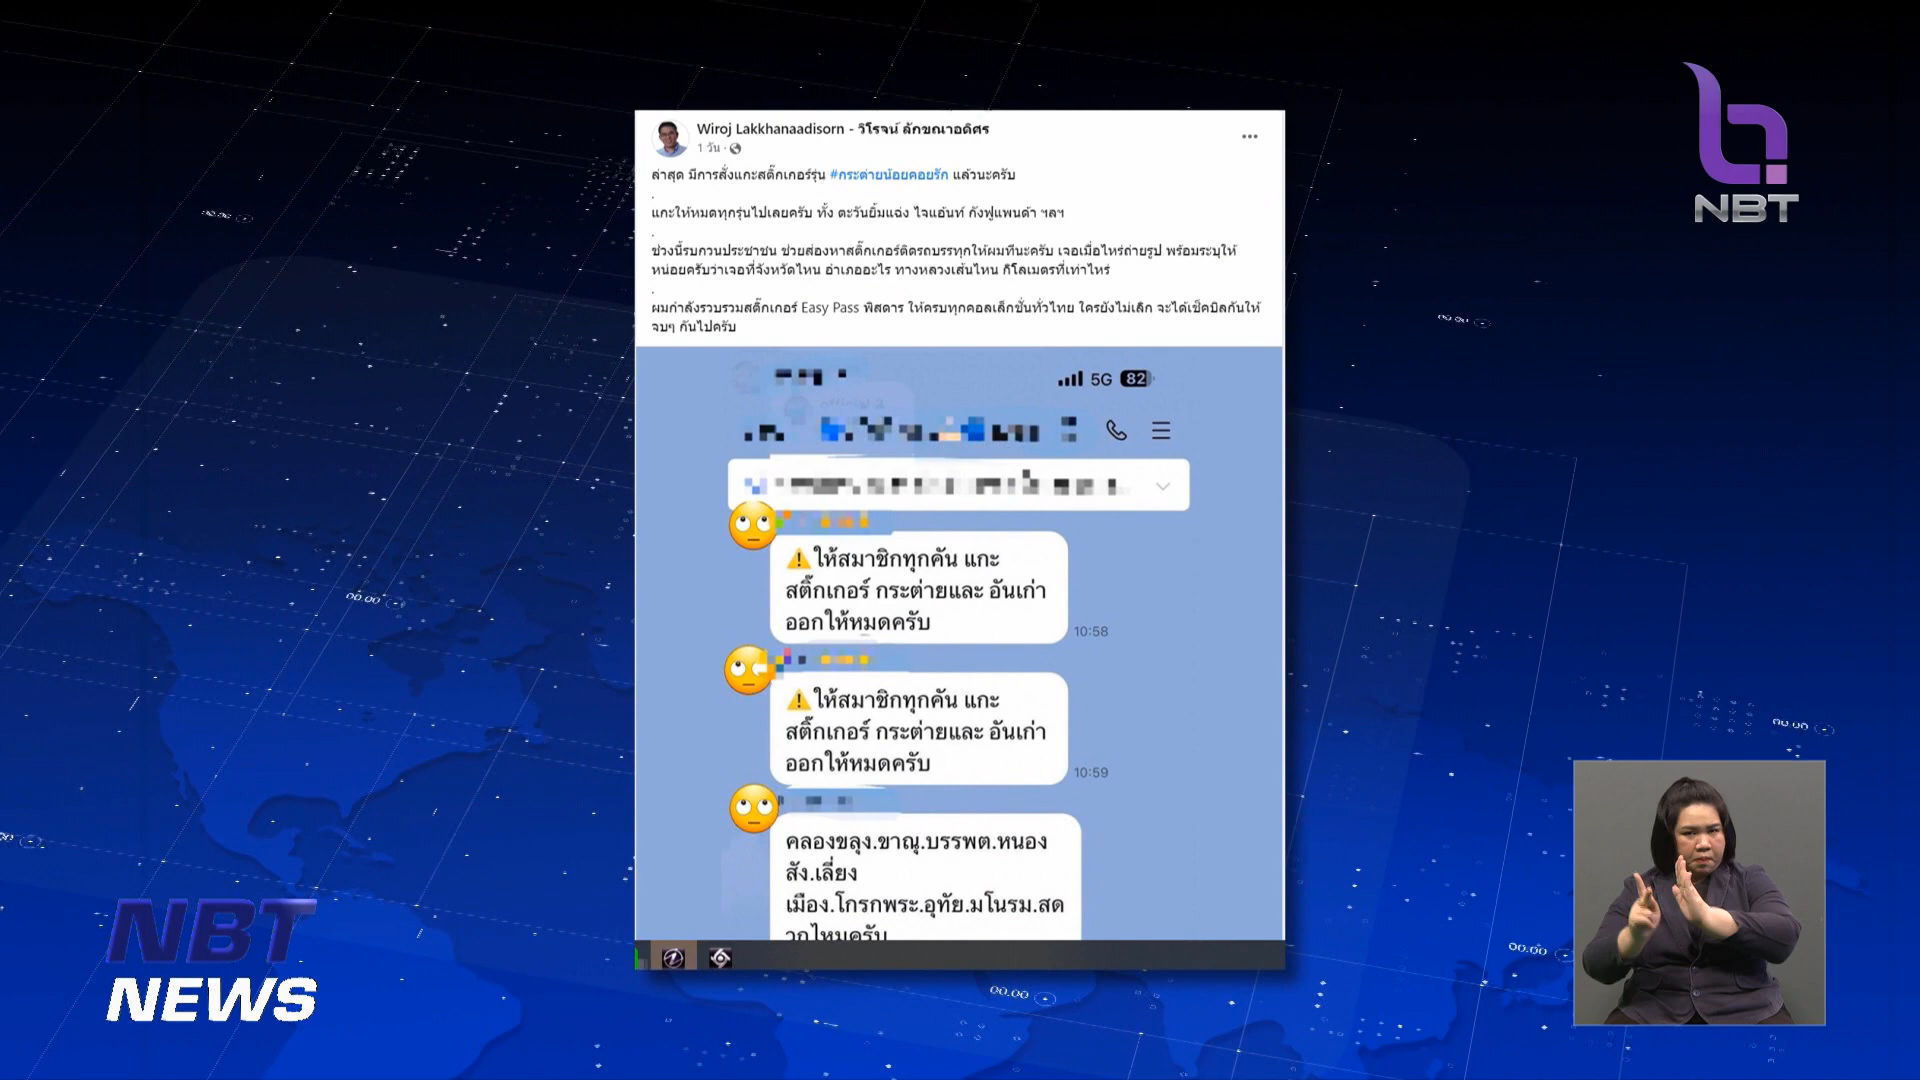 NBT
Wiroj Lakkhanaadisorn - วิโรจน์ ลักขณาอดิศร
1 วัน ·
ล่าสุด มีการสั่งแกะสติ๊กเกอร์รุ่น #กระต่ายน้อยคอยรัก แล้วนะครับ
.
แกะให้หมดทุกรุ่นไปเลยครับ ทั้ง ตะวันยิ้มแฉ่ง ไจแอ้นท์ กังฟูแพนด้า ฯลฯ
.
ช่วงนี้รบกวนประชาชน ช่วยส่องหาสติ๊กเกอร์ติดรถบรรทุกให้ผมทีนะครับ เจอเมื่อไหร่ถ่ายรูป พร้อมระบุให้
หน่อยครับว่าเจอที่จังหวัดไหน อำเภออะไร ทางหลวงเส้นไหน กิโลเมตรที่เท่าไหร่
.
ผมกำลังรวบรวมสติ๊กเกอร์ Easy Pass พิสดาร ให้ครบทุกคอลเล็กชั่นทั่วไทย ใครยังไม่เลิก จะได้เช็คบิลกันให้
จบๆ กันไปครับ
5G 82
⚠️ให้สมาชิกทุกคัน แกะ
สติ๊กเกอร์ กระต่ายและ อันเก่า
ออกให้หมดครับ
10:58
⚠️ให้สมาชิกทุกคัน แกะ
สติ๊กเกอร์ กระต่ายและ อันเก่า
ออกให้หมดครับ
10:59
คลองขลุง.ขาณุ.บรรพต.หนอง
สัง.เลี่ยง
เมือง.โกรกพระ.อุทัย.มโนรม.สด
วกไหมครับ
NBT
NEWS
00.00
00.00
00.00
00.00